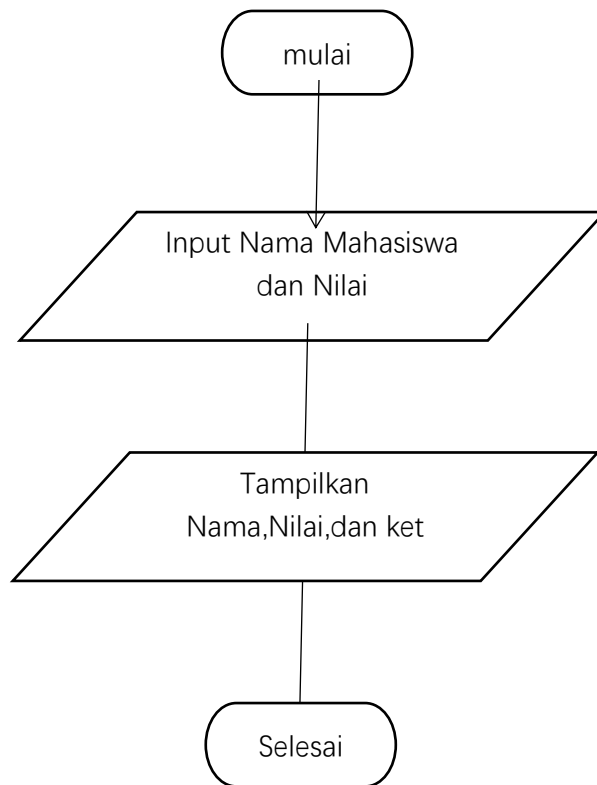 mulai
Input Nama Mahasiswa
dan Nilai
Tampilkan
Nama,Nilai,dan ket
Selesai